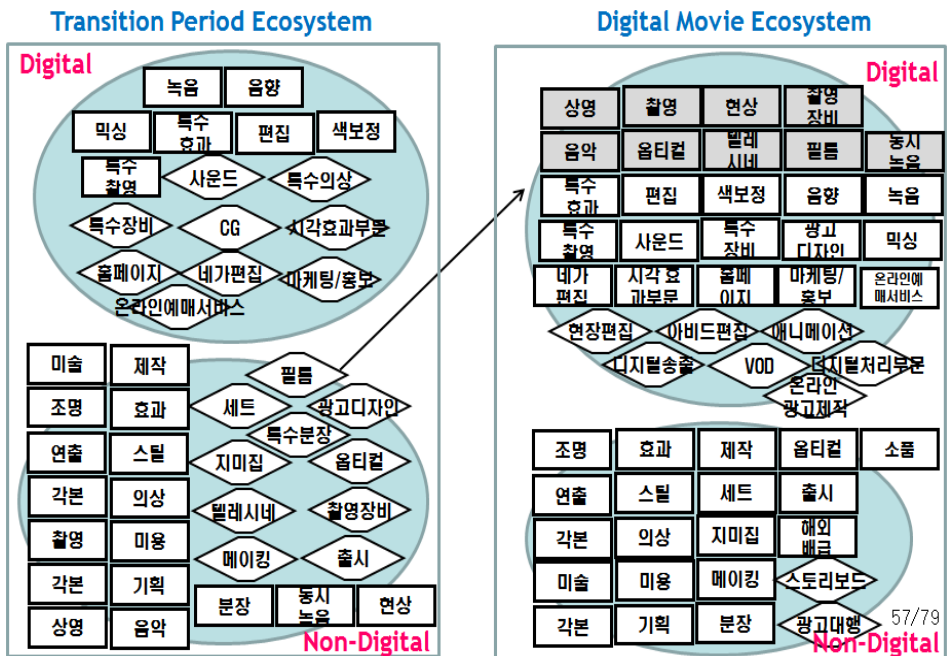 Transition Period Ecosystem
Digital
녹음
음향
믹싱
특수
효과
편집
색보정
특수
촬영
사운드
특수의상
특수장비
CG
시각효과부문
홈페이지
네가편집
마케팅/홍보
온라인예매서비스
미술
제작
조명
효과
연출
스틸
각본
의상
촬영
미용
각본
기획
상영
음악
필름
세트
광고디자인
특수분장
지미집
옵티컬
텔레시네
촬영장비
메이킹
출시
분장
동시
녹음
현상
Non-Digital
Digital Movie Ecosystem
Digital
상영
촬영
현상
촬영
장비
음악
옵티컬
텔레
시네
필름
동시
녹음
특수
효과
편집
색보정
음향
녹음
특수
촬영
사운드
특수
장비
광고
디자인
믹싱
네가
편집
시각 효
과부문
홈페
이지
마케팅/
홍보
온라인예
매서비스
현장편집
아비드편집
애니메이션
디지털송출
VOD
디지털처리부문
온라인
광고제작
조명
효과
제작
옵티컬
소품
연출
스틸
세트
출시
각본
의상
지미집
해외
배급
미술
미용
메이킹
스토리보드
각본
기획
분장
광고대행
57/79
Non-Digital